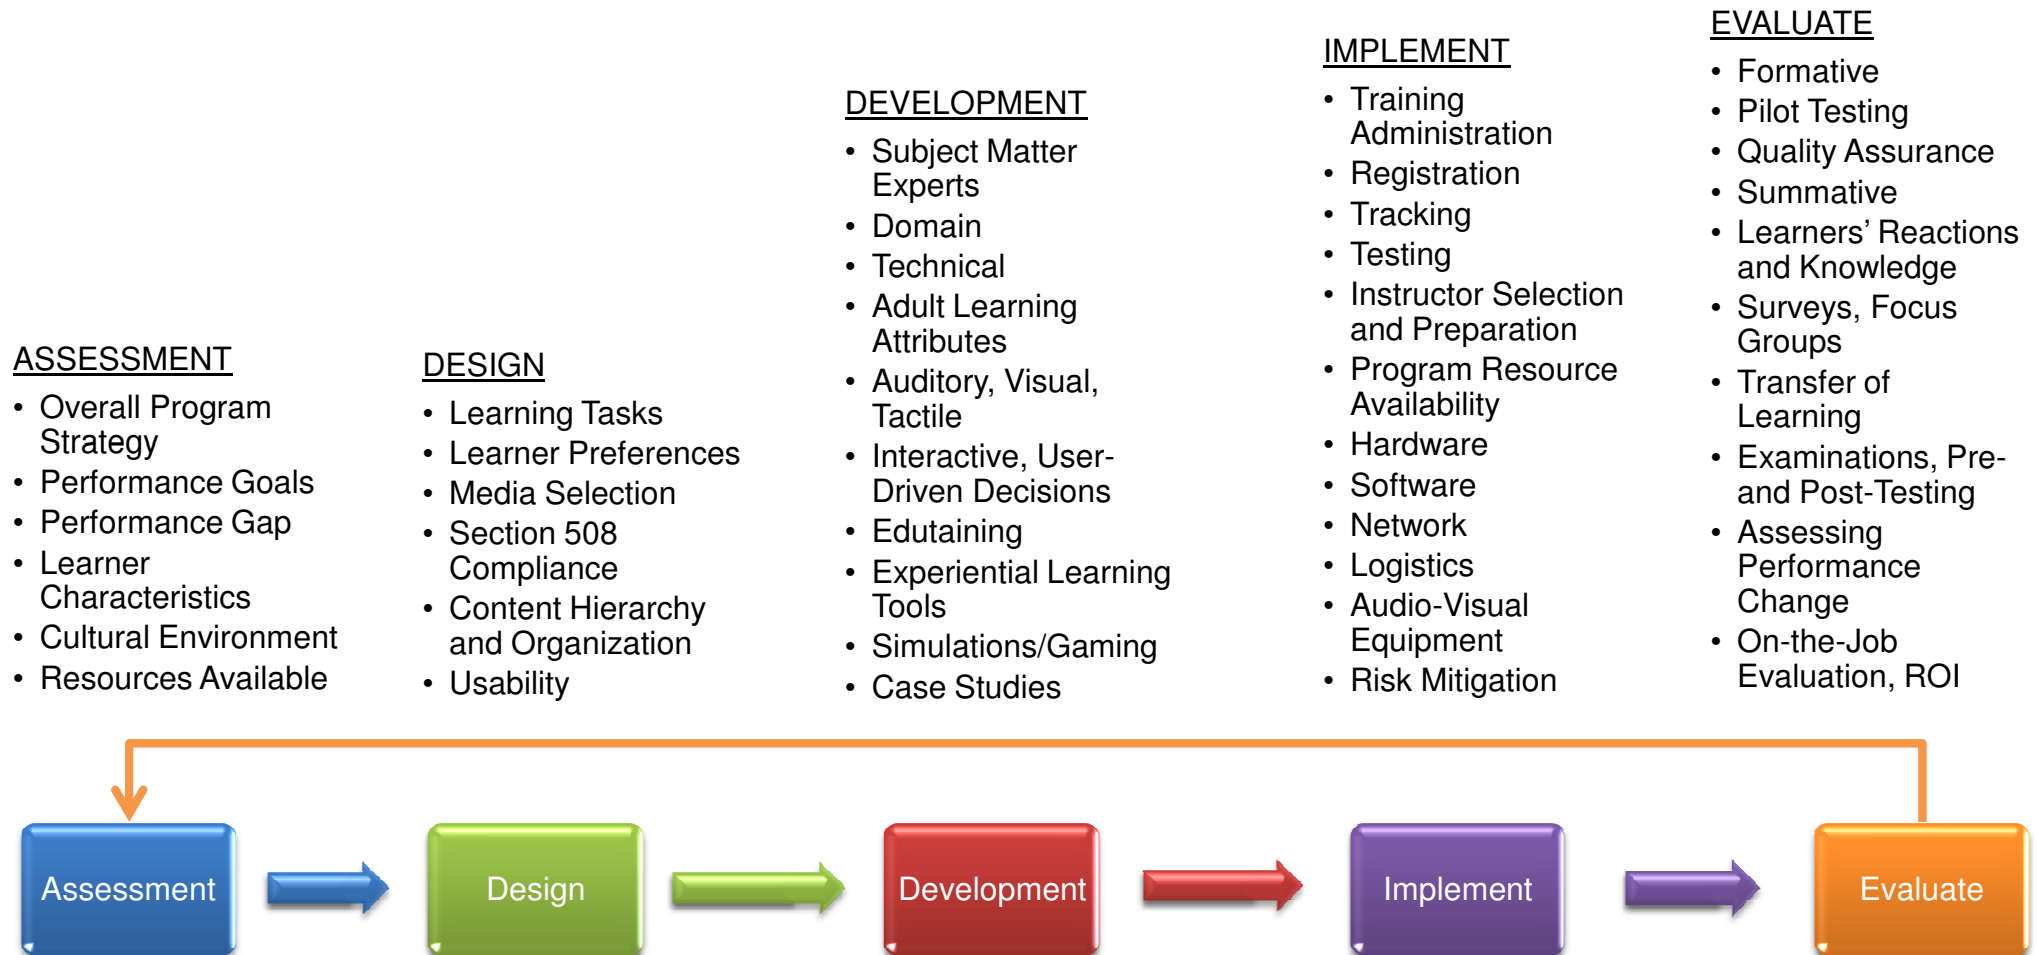 ASSESSMENT
• Overall Program
Strategy
• Performance Goals
• Performance Gap
• Learner
Characteristics
• Cultural Environment
• Resources Available
DESIGN
• Learning Tasks
• Learner Preferences
• Media Selection
• Section 508
Compliance
• Content Hierarchy
and Organization
• Usability
DEVELOPMENT
• Subject Matter
Experts
• Domain
• Technical
• Adult Learning
Attributes
• Auditory, Visual,
Tactile
• Interactive, User-
Driven Decisions
• Edutaining
• Experiential Learning
Tools
• Simulations/Gaming
• Case Studies
IMPLEMENT
• Training
Administration
• Registration
• Tracking
• Testing
• Instructor Selection
and Preparation
• Program Resource
Availability
• Hardware
• Software
• Network
• Logistics
• Audio-Visual
Equipment
• Risk Mitigation
EVALUATE
• Formative
• Pilot Testing
• Quality Assurance
• Summative
• Learners’ Reactions
and Knowledge
• Surveys, Focus
Groups
• Transfer of
Learning
• Examinations, Pre-
and Post-Testing
• Assessing
Performance
Change
• On-the-Job
Evaluation, ROI
Assessment
Design
Development
Implement
Evaluate